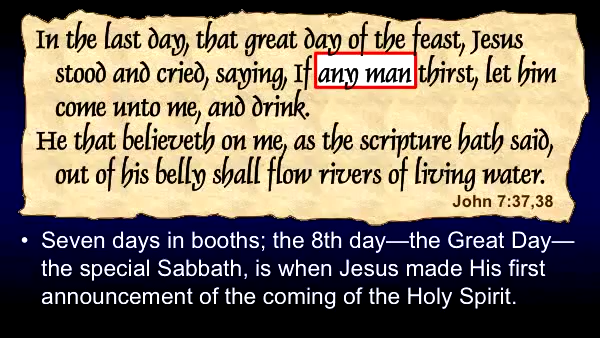 In the last day, that great day of the feast, Jesus
stood and cried, saying, If any man thirst, let him
come unto me, and drink.
He that believeth on me, as the scripture hath said,
out of his belly shall flow rivers of living water.
John 7:37,38
• Seven days in booths; the 8th day—the Great Day—
the special Sabbath, is when Jesus made His first
announcement of the coming of the Holy Spirit.